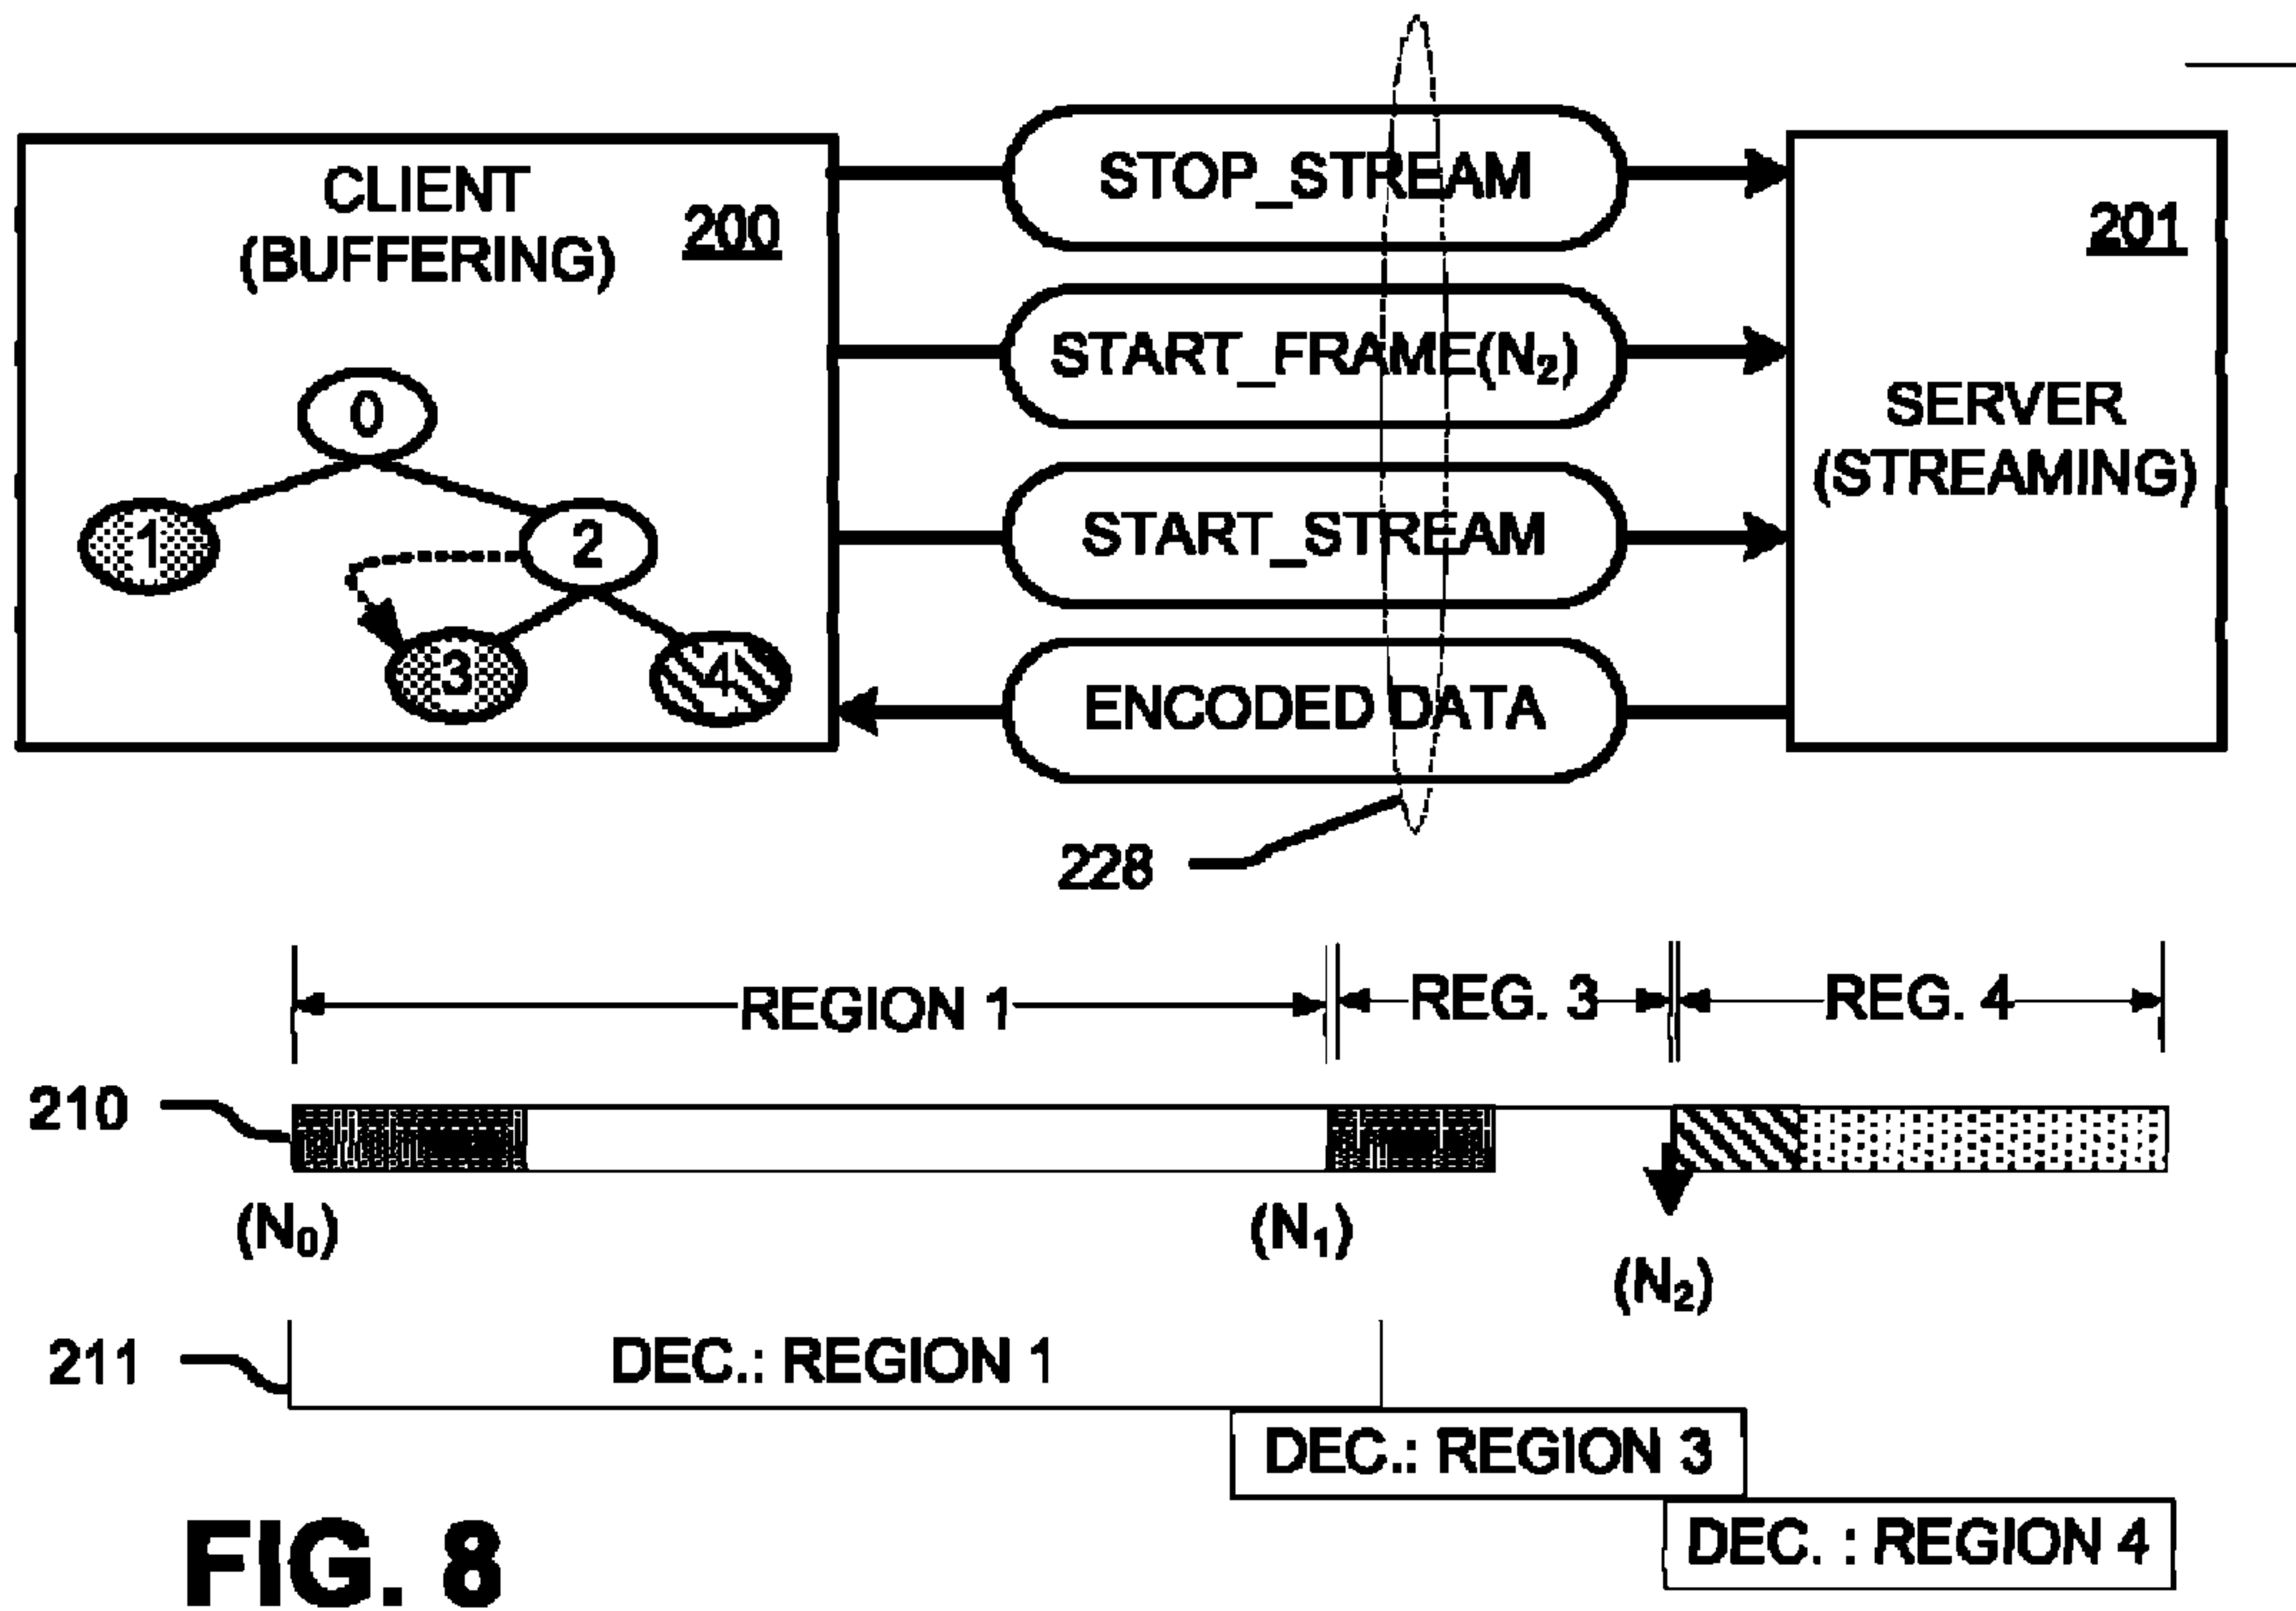 CLIENT
(BUFFERING)
200
0
1
2
3
4
STOP_STREAM
START_FRAME(N₂)
START_STREAM
ENCODED DATA
201
SERVER
(STREAMING)
228
REGION 1
REG. 3
REG. 4
210
(N₀)
(N₁)
(N₂)
211
DEC.: REGION 1
DEC.: REGION 3
DEC. : REGION 4
FIG. 8